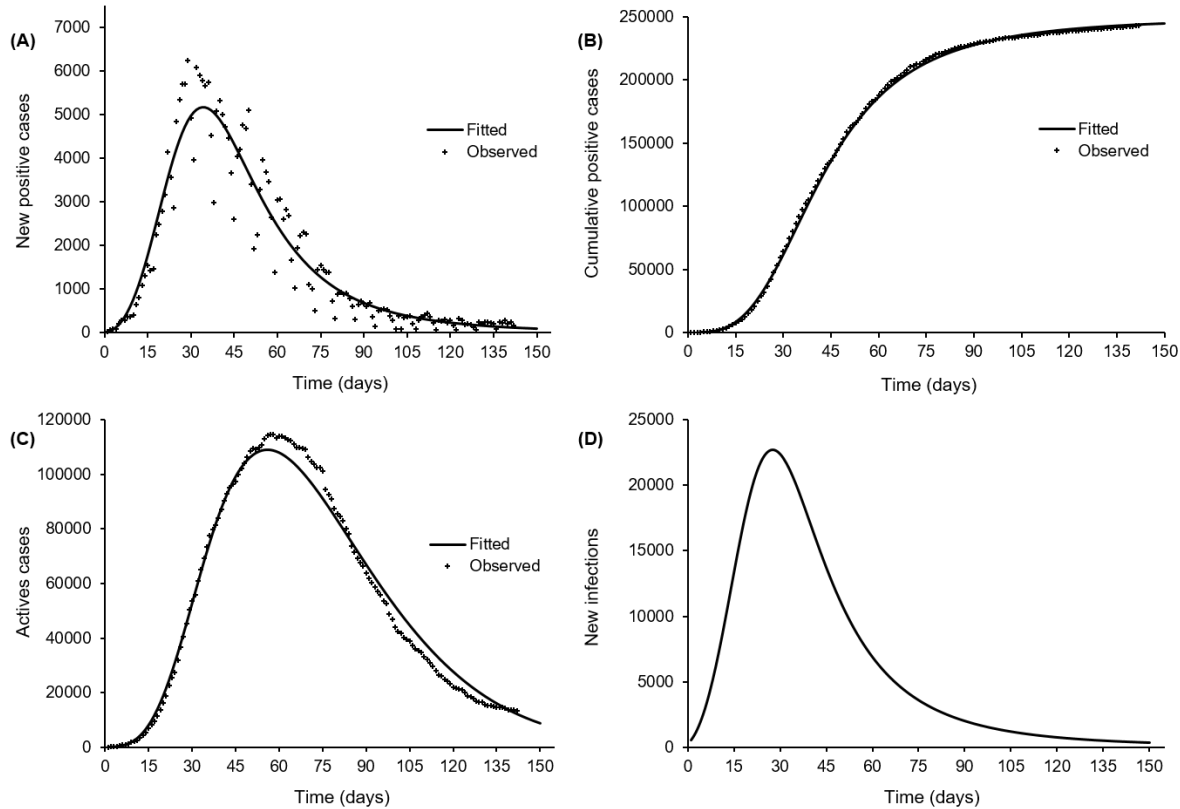 (A)
New positive cases
7000
6000
5000
4000
3000
2000
1000
0
Fitted
Observed
0 15 30 45 60 75 90 105 120 135 150
Time (days)
(B)
Cumulative positive cases
250000
200000
150000
100000
50000
0
Fitted
Observed
0 15 30 45 60 75 90 105 120 135 150
Time (days)
(C)
Actives cases
120000
100000
80000
60000
40000
20000
0
Fitted
Observed
0 15 30 45 60 75 90 105 120 135 150
Time (days)
(D)
New infections
25000
20000
15000
10000
5000
0
0 15 30 45 60 75 90 105 120 135 150
Time (days)